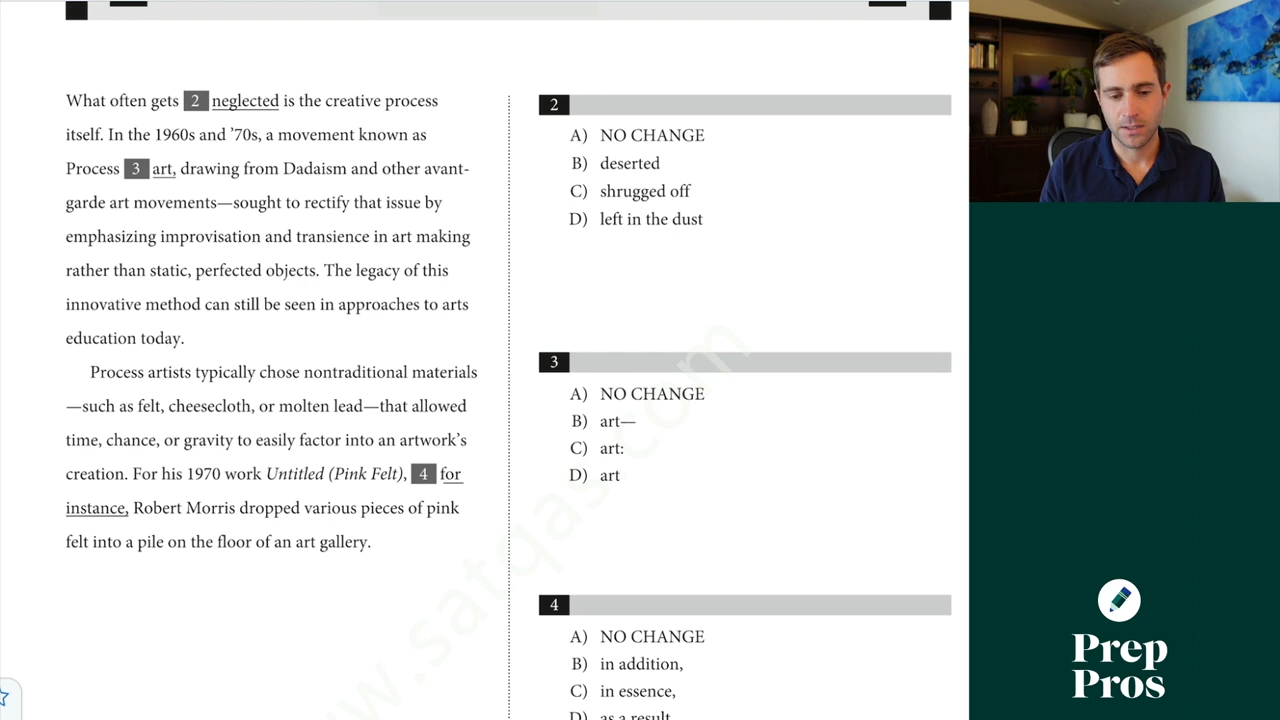 What often gets 2 neglected is the creative process
itself. In the 1960s and ’70s, a movement known as
Process 3 art, drawing from Dadaism and other avant-
garde art movements—sought to rectify that issue by
emphasizing improvisation and transience in art making
rather than static, perfected objects. The legacy of this
innovative method can still be seen in approaches to arts
education today.
Process artists typically chose nontraditional materials
—such as felt, cheesecloth, or molten lead—that allowed
time, chance, or gravity to easily factor into an artwork’s
creation. For his 1970 work Untitled (Pink Felt), 4 for
instance, Robert Morris dropped various pieces of pink
felt into a pile on the floor of an art gallery.
2
A) NO CHANGE
B) deserted
C) shrugged off
D) left in the dust
3
A) NO CHANGE
B) art—
C) art:
D) art
4
A) NO CHANGE
B) in addition,
C) in essence,
D) as a result
www.satqas.com
Prep
Pros